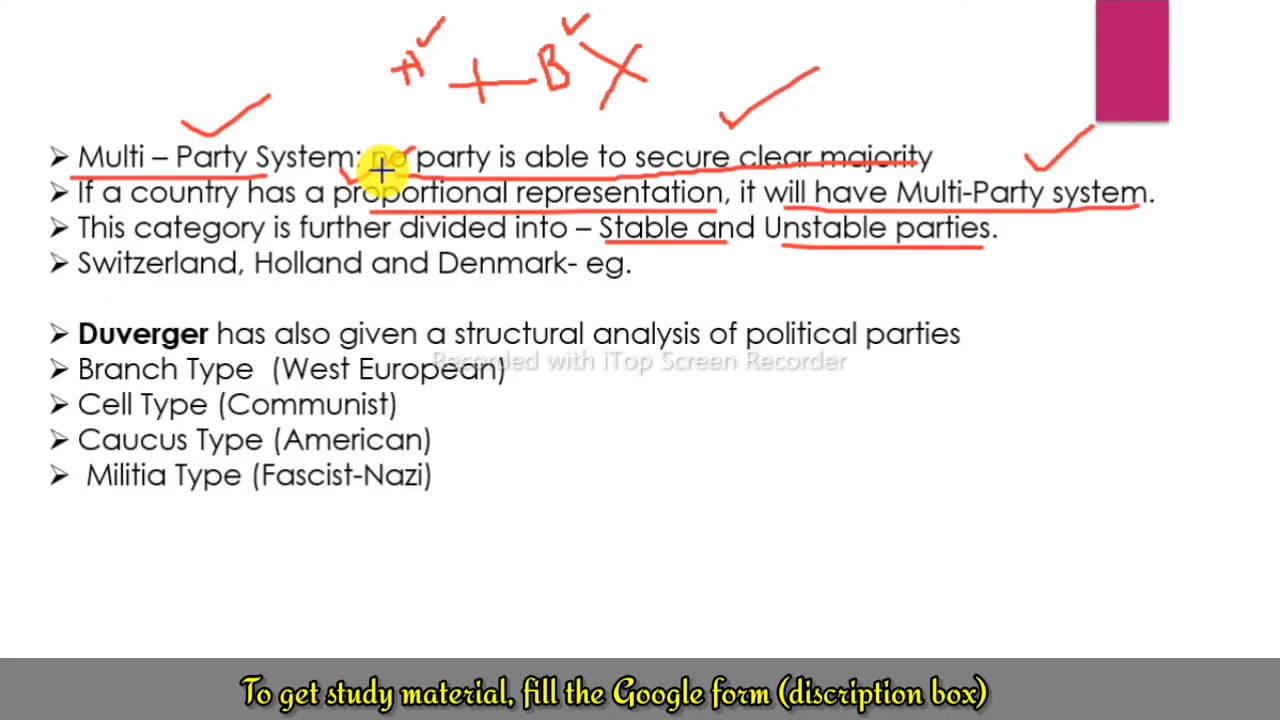 A B
➤ Multi – Party System: no party is able to secure clear majority
➤ If a country has a proportional representation, it will have Multi-Party system.
➤ This category is further divided into – Stable and Unstable parties.
➤ Switzerland, Holland and Denmark- eg.
➤ Duverger has also given a structural analysis of political parties
Recorded with iTop Screen Recorder
➤ Branch Type (West European)
➤ Cell Type (Communist)
➤ Caucus Type (American)
➤ Militia Type (Fascist-Nazi)
To get study material, fill the Google form (discription box)